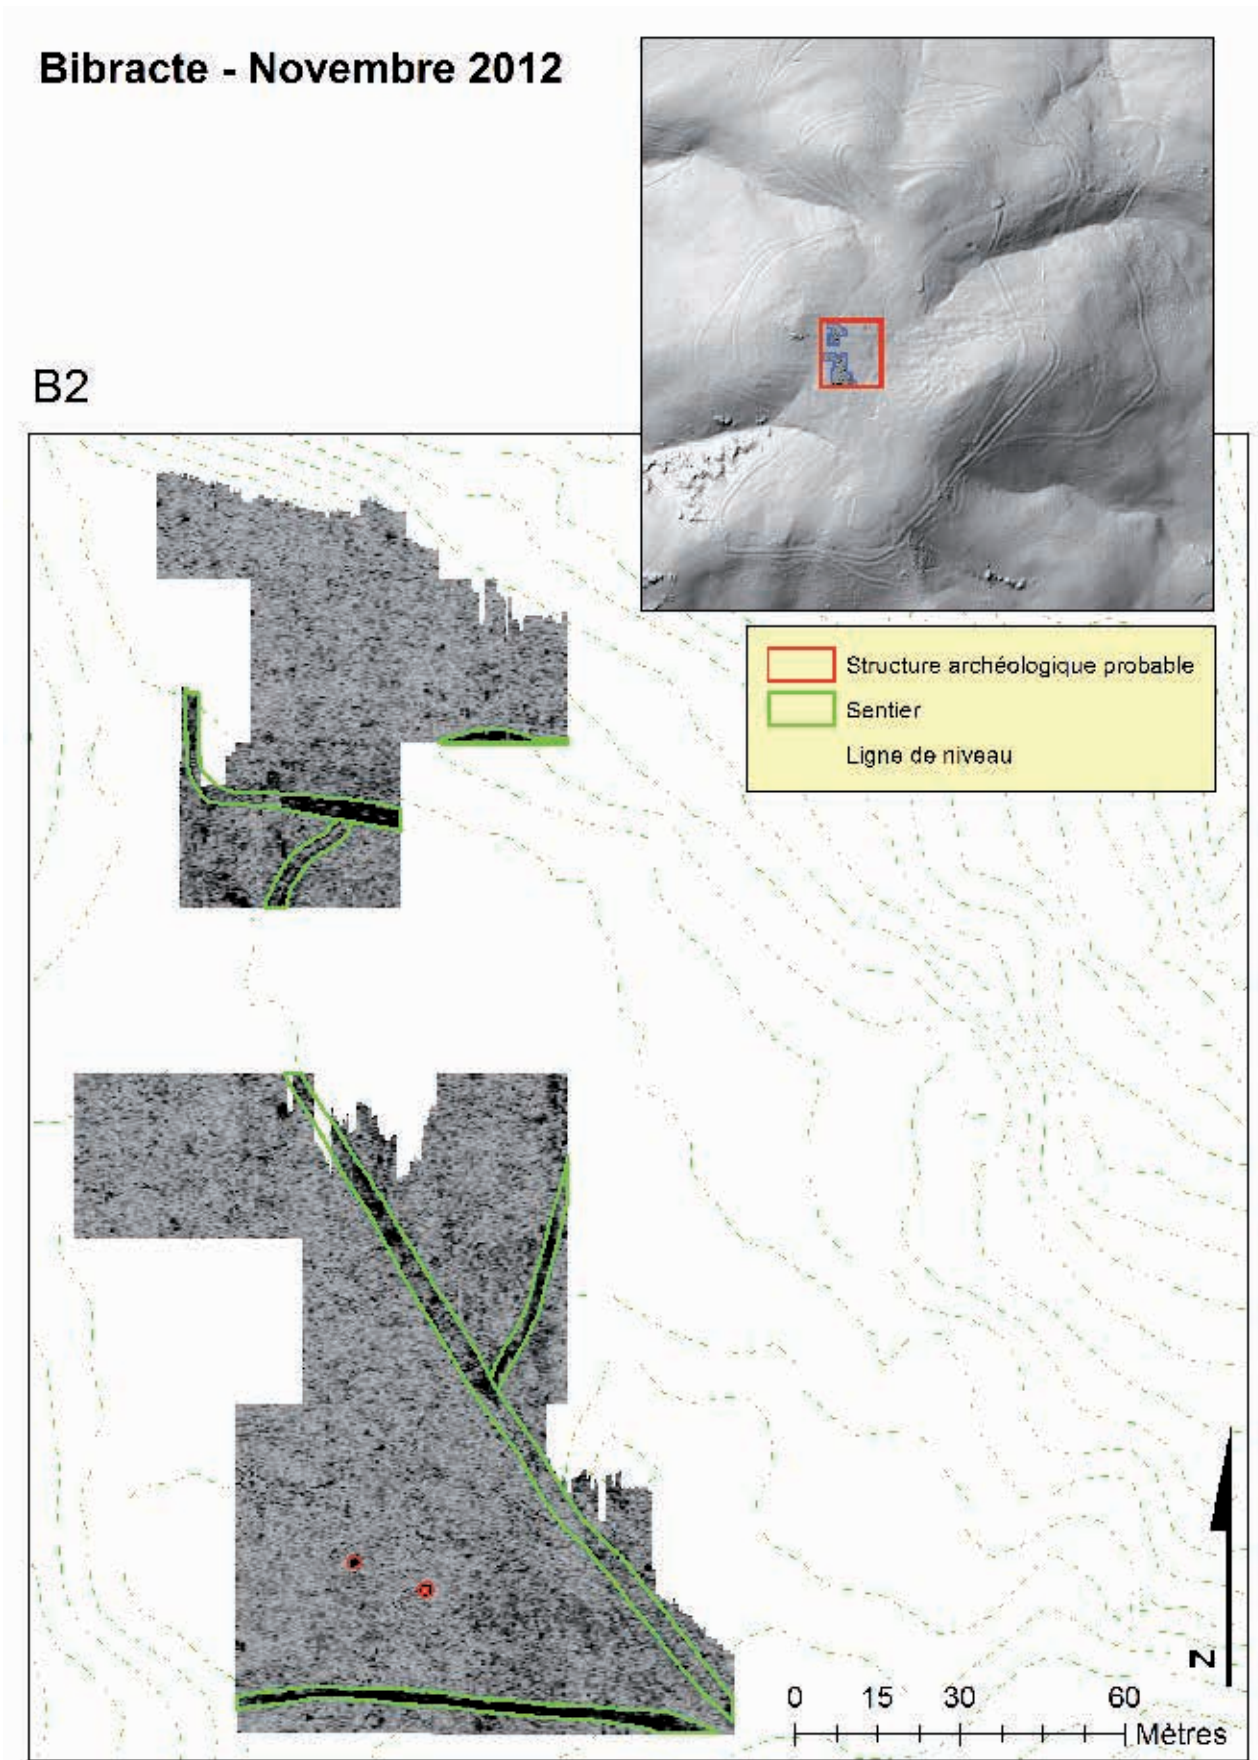 Bibracte - Novembre 2012
B2
Structure archéologique probable
Sentier
Ligne de niveau
N
0 15 30 60
Mètres